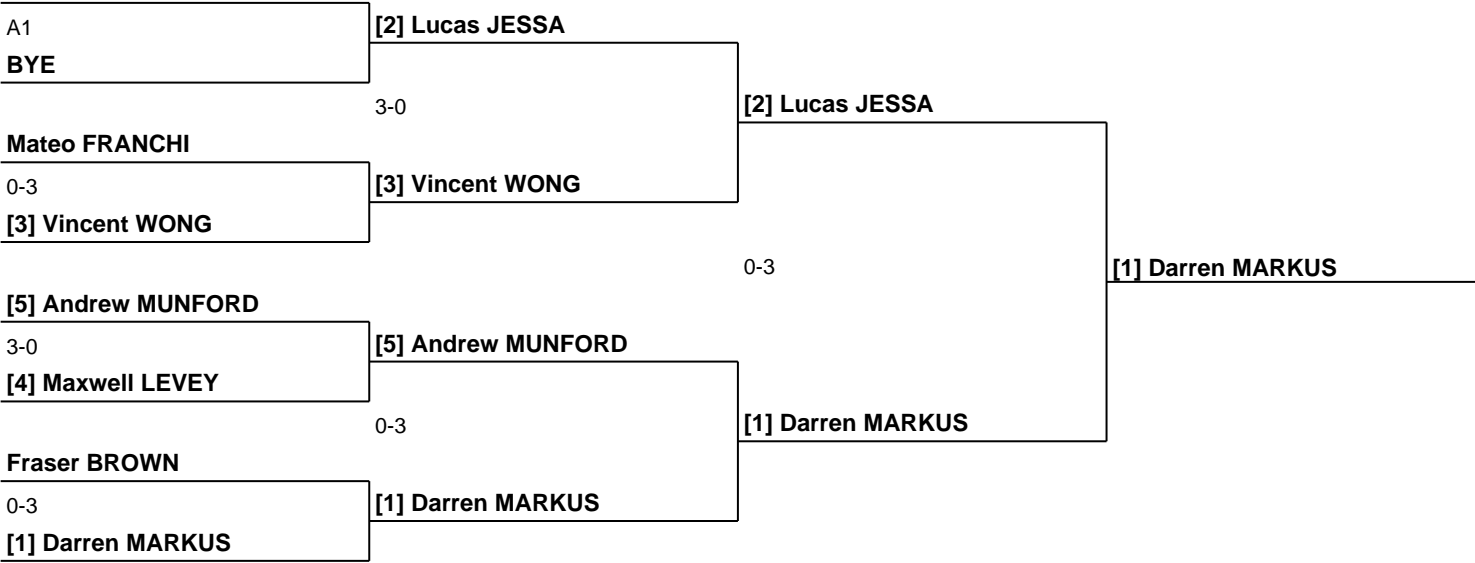 A1
BYE
Mateo FRANCHI
0-3
[3] Vincent WONG
[5] Andrew MUNFORD
3-0
[4] Maxwell LEVEY
Fraser BROWN
0-3
[1] Darren MARKUS
[2] Lucas JESSA
3-0
[3] Vincent WONG
[5] Andrew MUNFORD
0-3
[1] Darren MARKUS
[2] Lucas JESSA
0-3
[1] Darren MARKUS
[1] Darren MARKUS